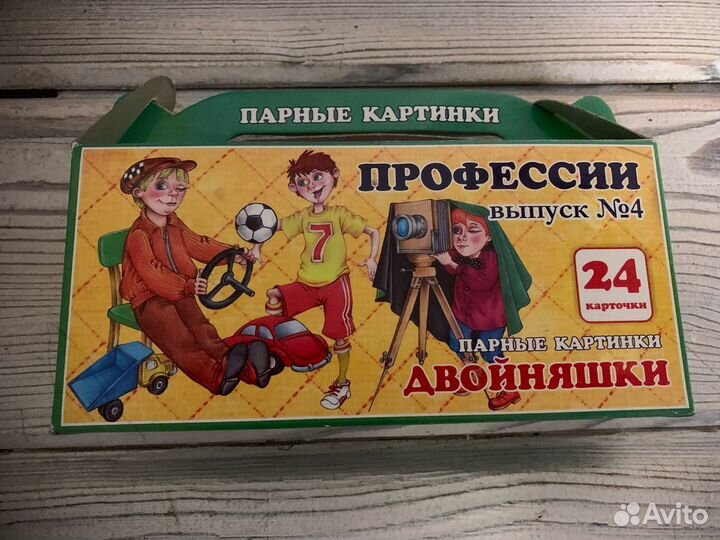 ПАРНЫЕ КАРТИНКИ
ПРОФЕССИИ
ВЫПУСК №4
7
24
КАРТОЧКИ
ПАРНЫЕ КАРТИНКИ
ДВОЙНЯШКИ
Avito